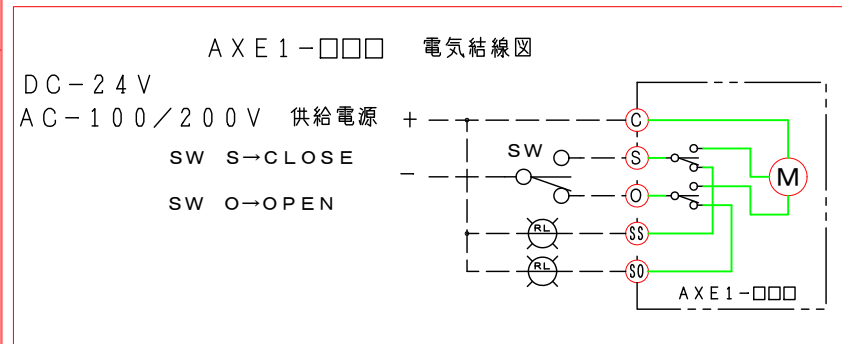 AXE1-□□□ 電気結線図
DC-24V
AC-100/200V 供給電源 +
C
SW S→CLOSE
SW
S
-
M
SW O→OPEN
O
RL
SS
RL
SO
AXE1-□□□